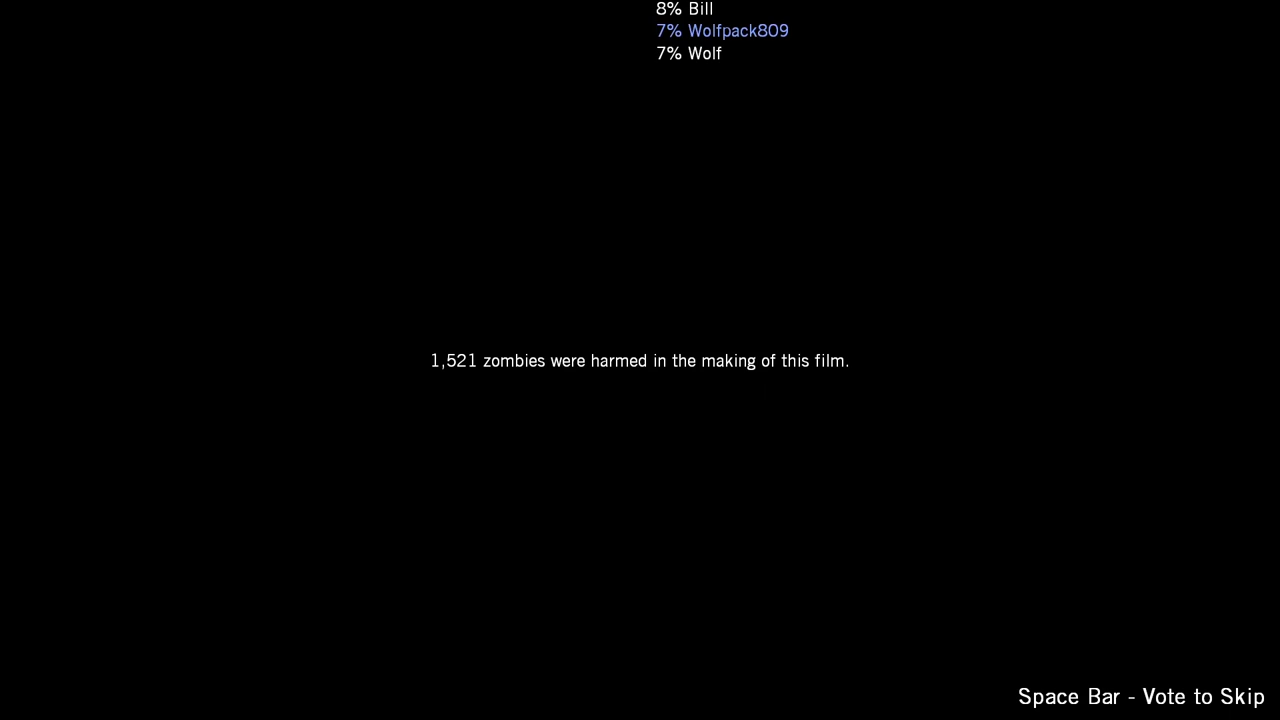 8% Bill
7% Wolfpack809
7% Wolf
1,521 zombies were harmed in the making of this film.
Space Bar - Vote to Skip